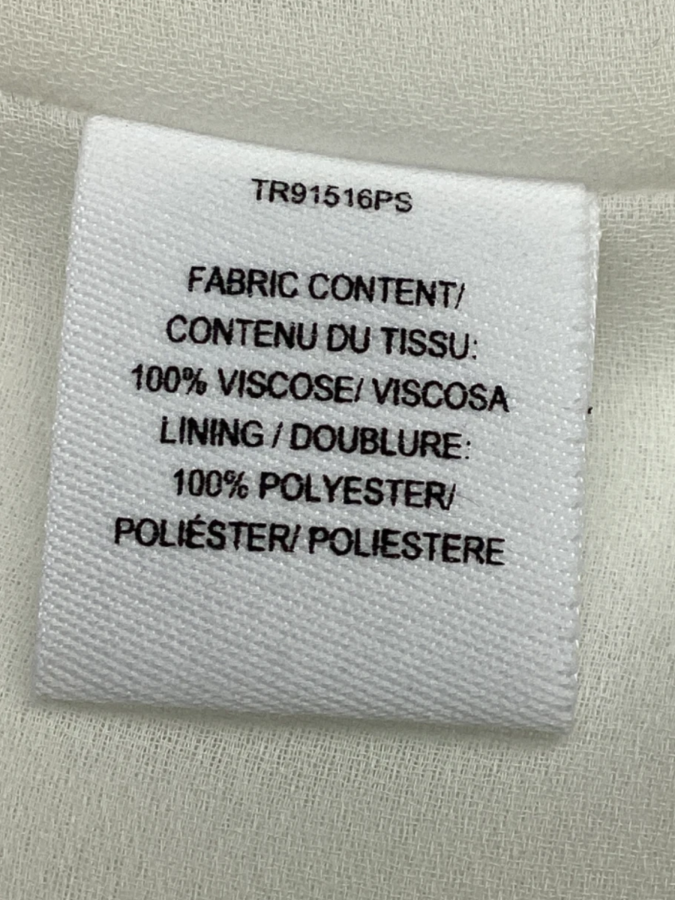 TR91516PS
FABRIC CONTENT/
CONTENU DU TISSU:
100% VISCOSE/ VISCOSA
LINING / DOUBLURE:
100% POLYESTER/
POLIÉSTER/ POLIESTERE